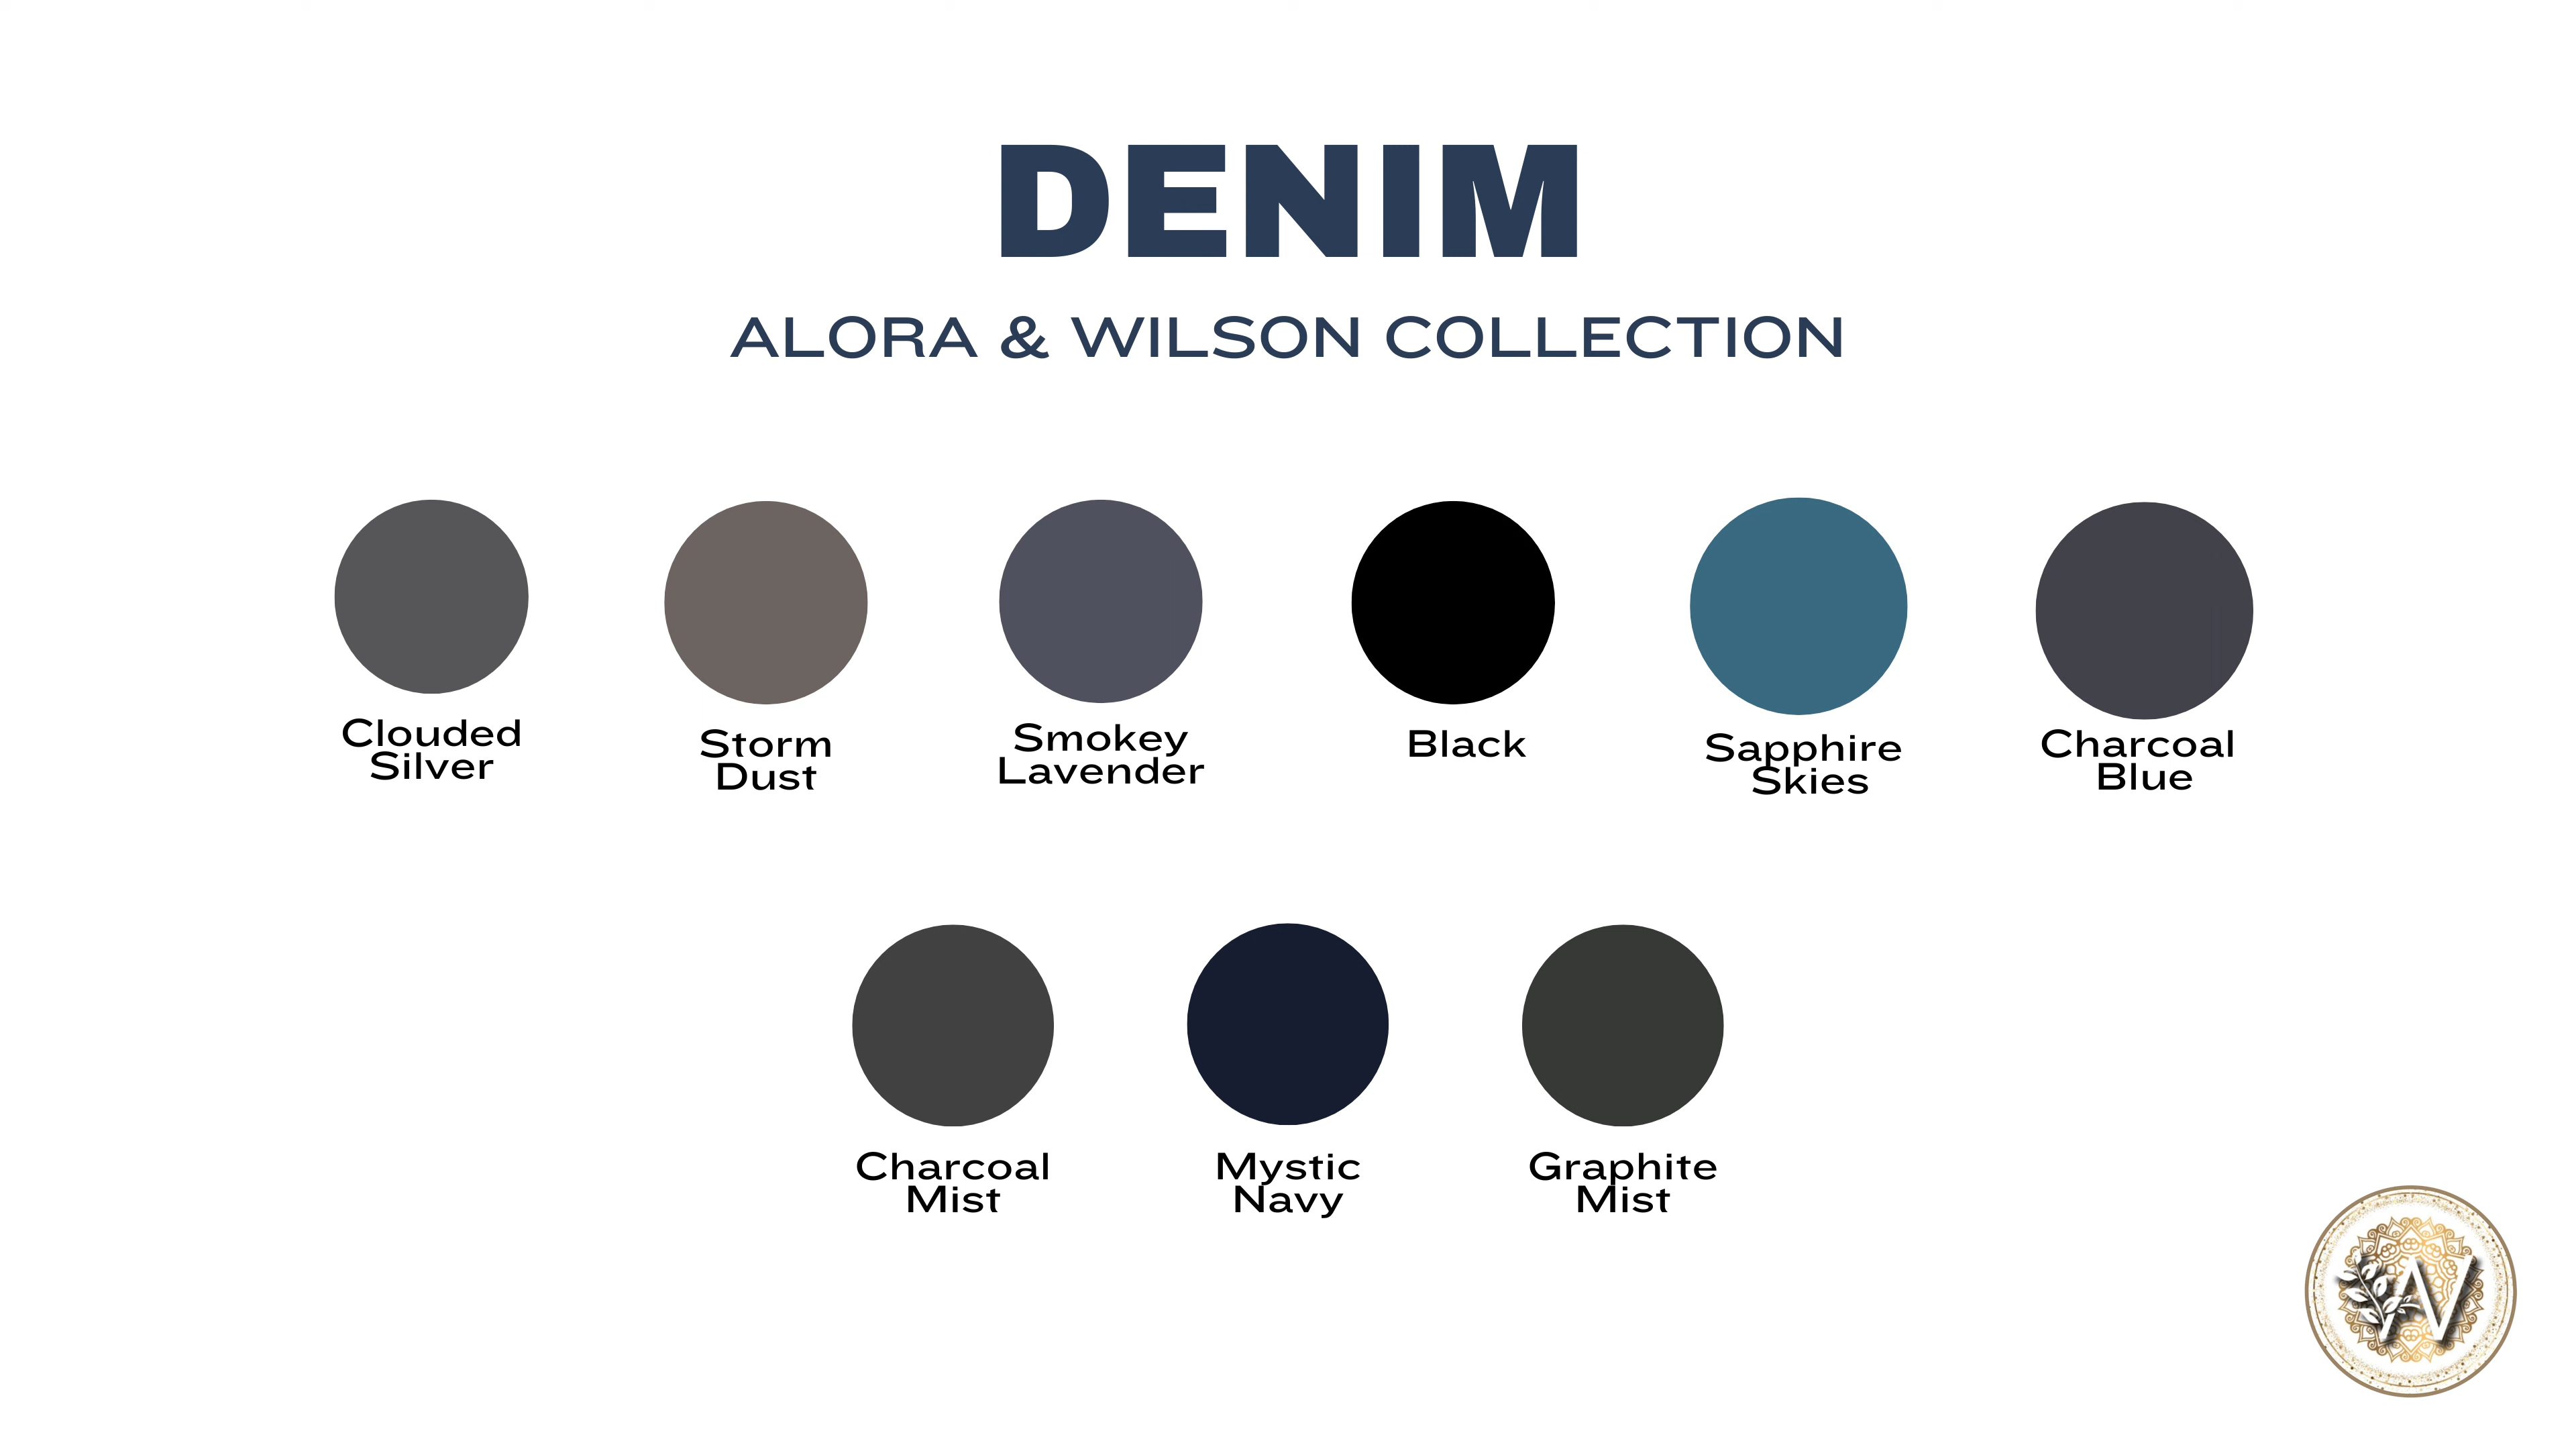 DENIM
ALORA & WILSON COLLECTION
Clouded
Silver
Storm
Dust
Smokey
Lavender
Black
Sapphire
Skies
Charcoal
Blue
Charcoal
Mist
Mystic
Navy
Graphite
Mist